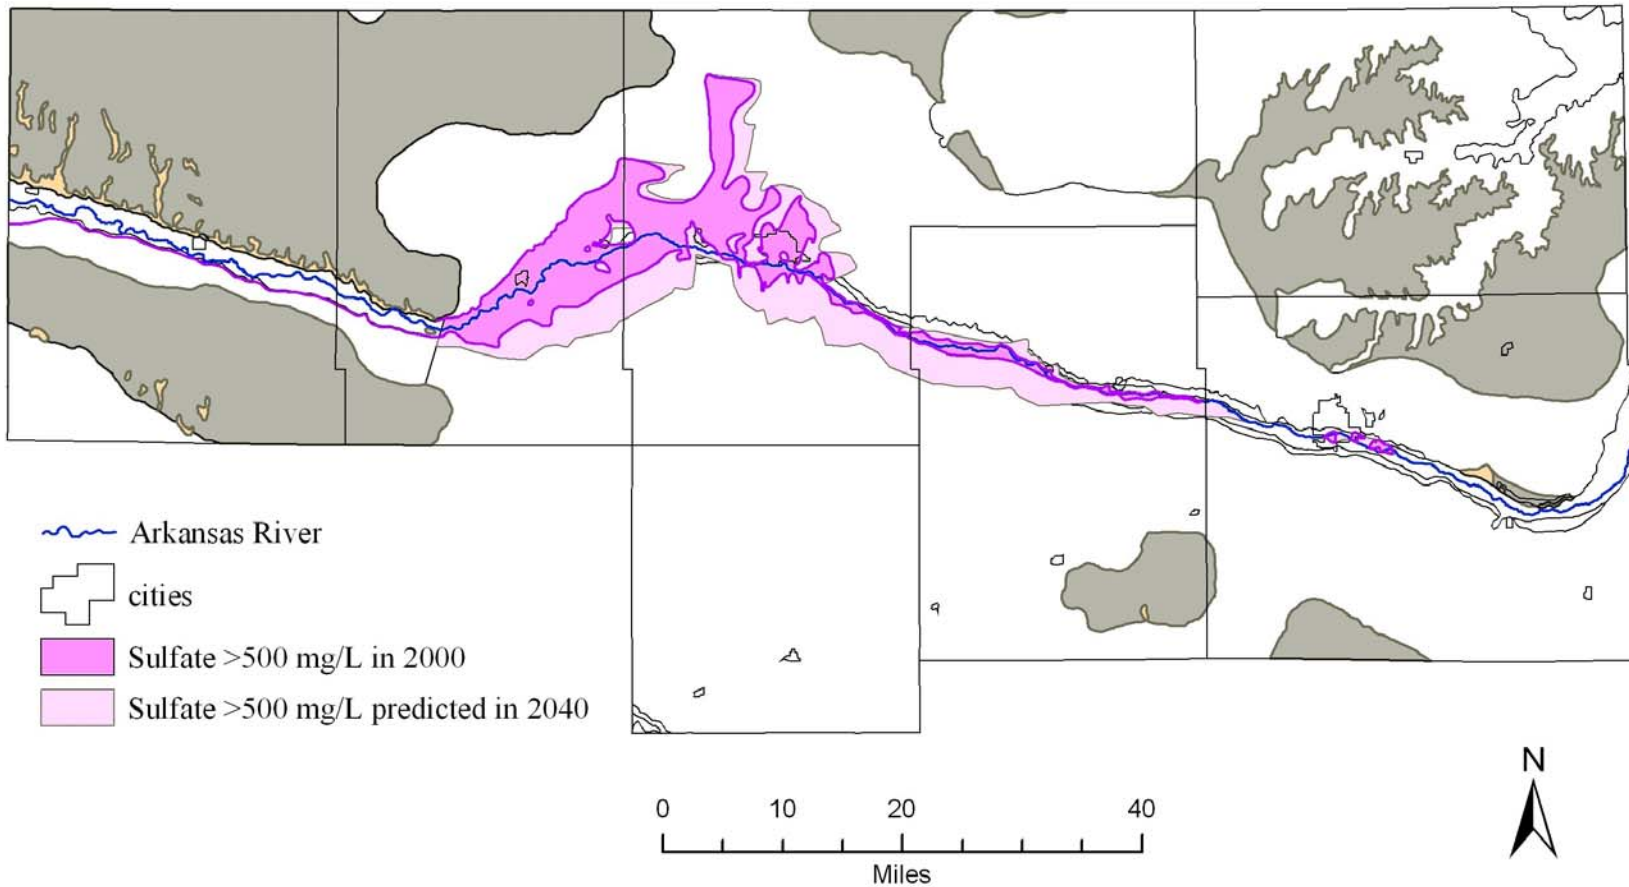 Arkansas River
cities
Sulfate >500 mg/L in 2000
Sulfate >500 mg/L predicted in 2040
0 10 20 40
Miles
N